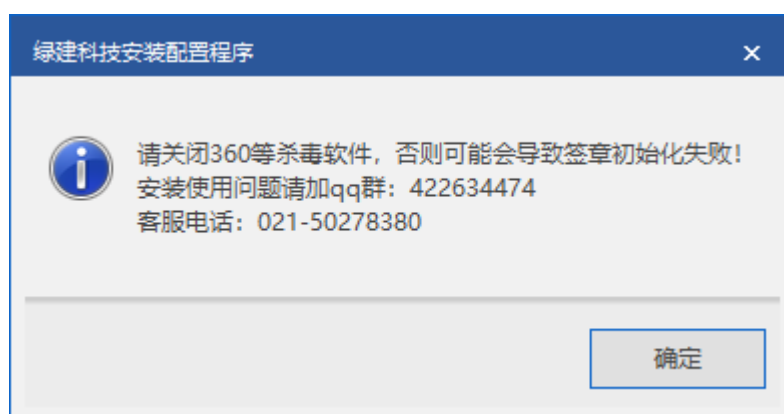 绿建科技安装配置程序
请关闭360等杀毒软件，否则可能会导致签章初始化失败！
安装使用问题请加qq群：422634474
客服电话：021-50278380
确定